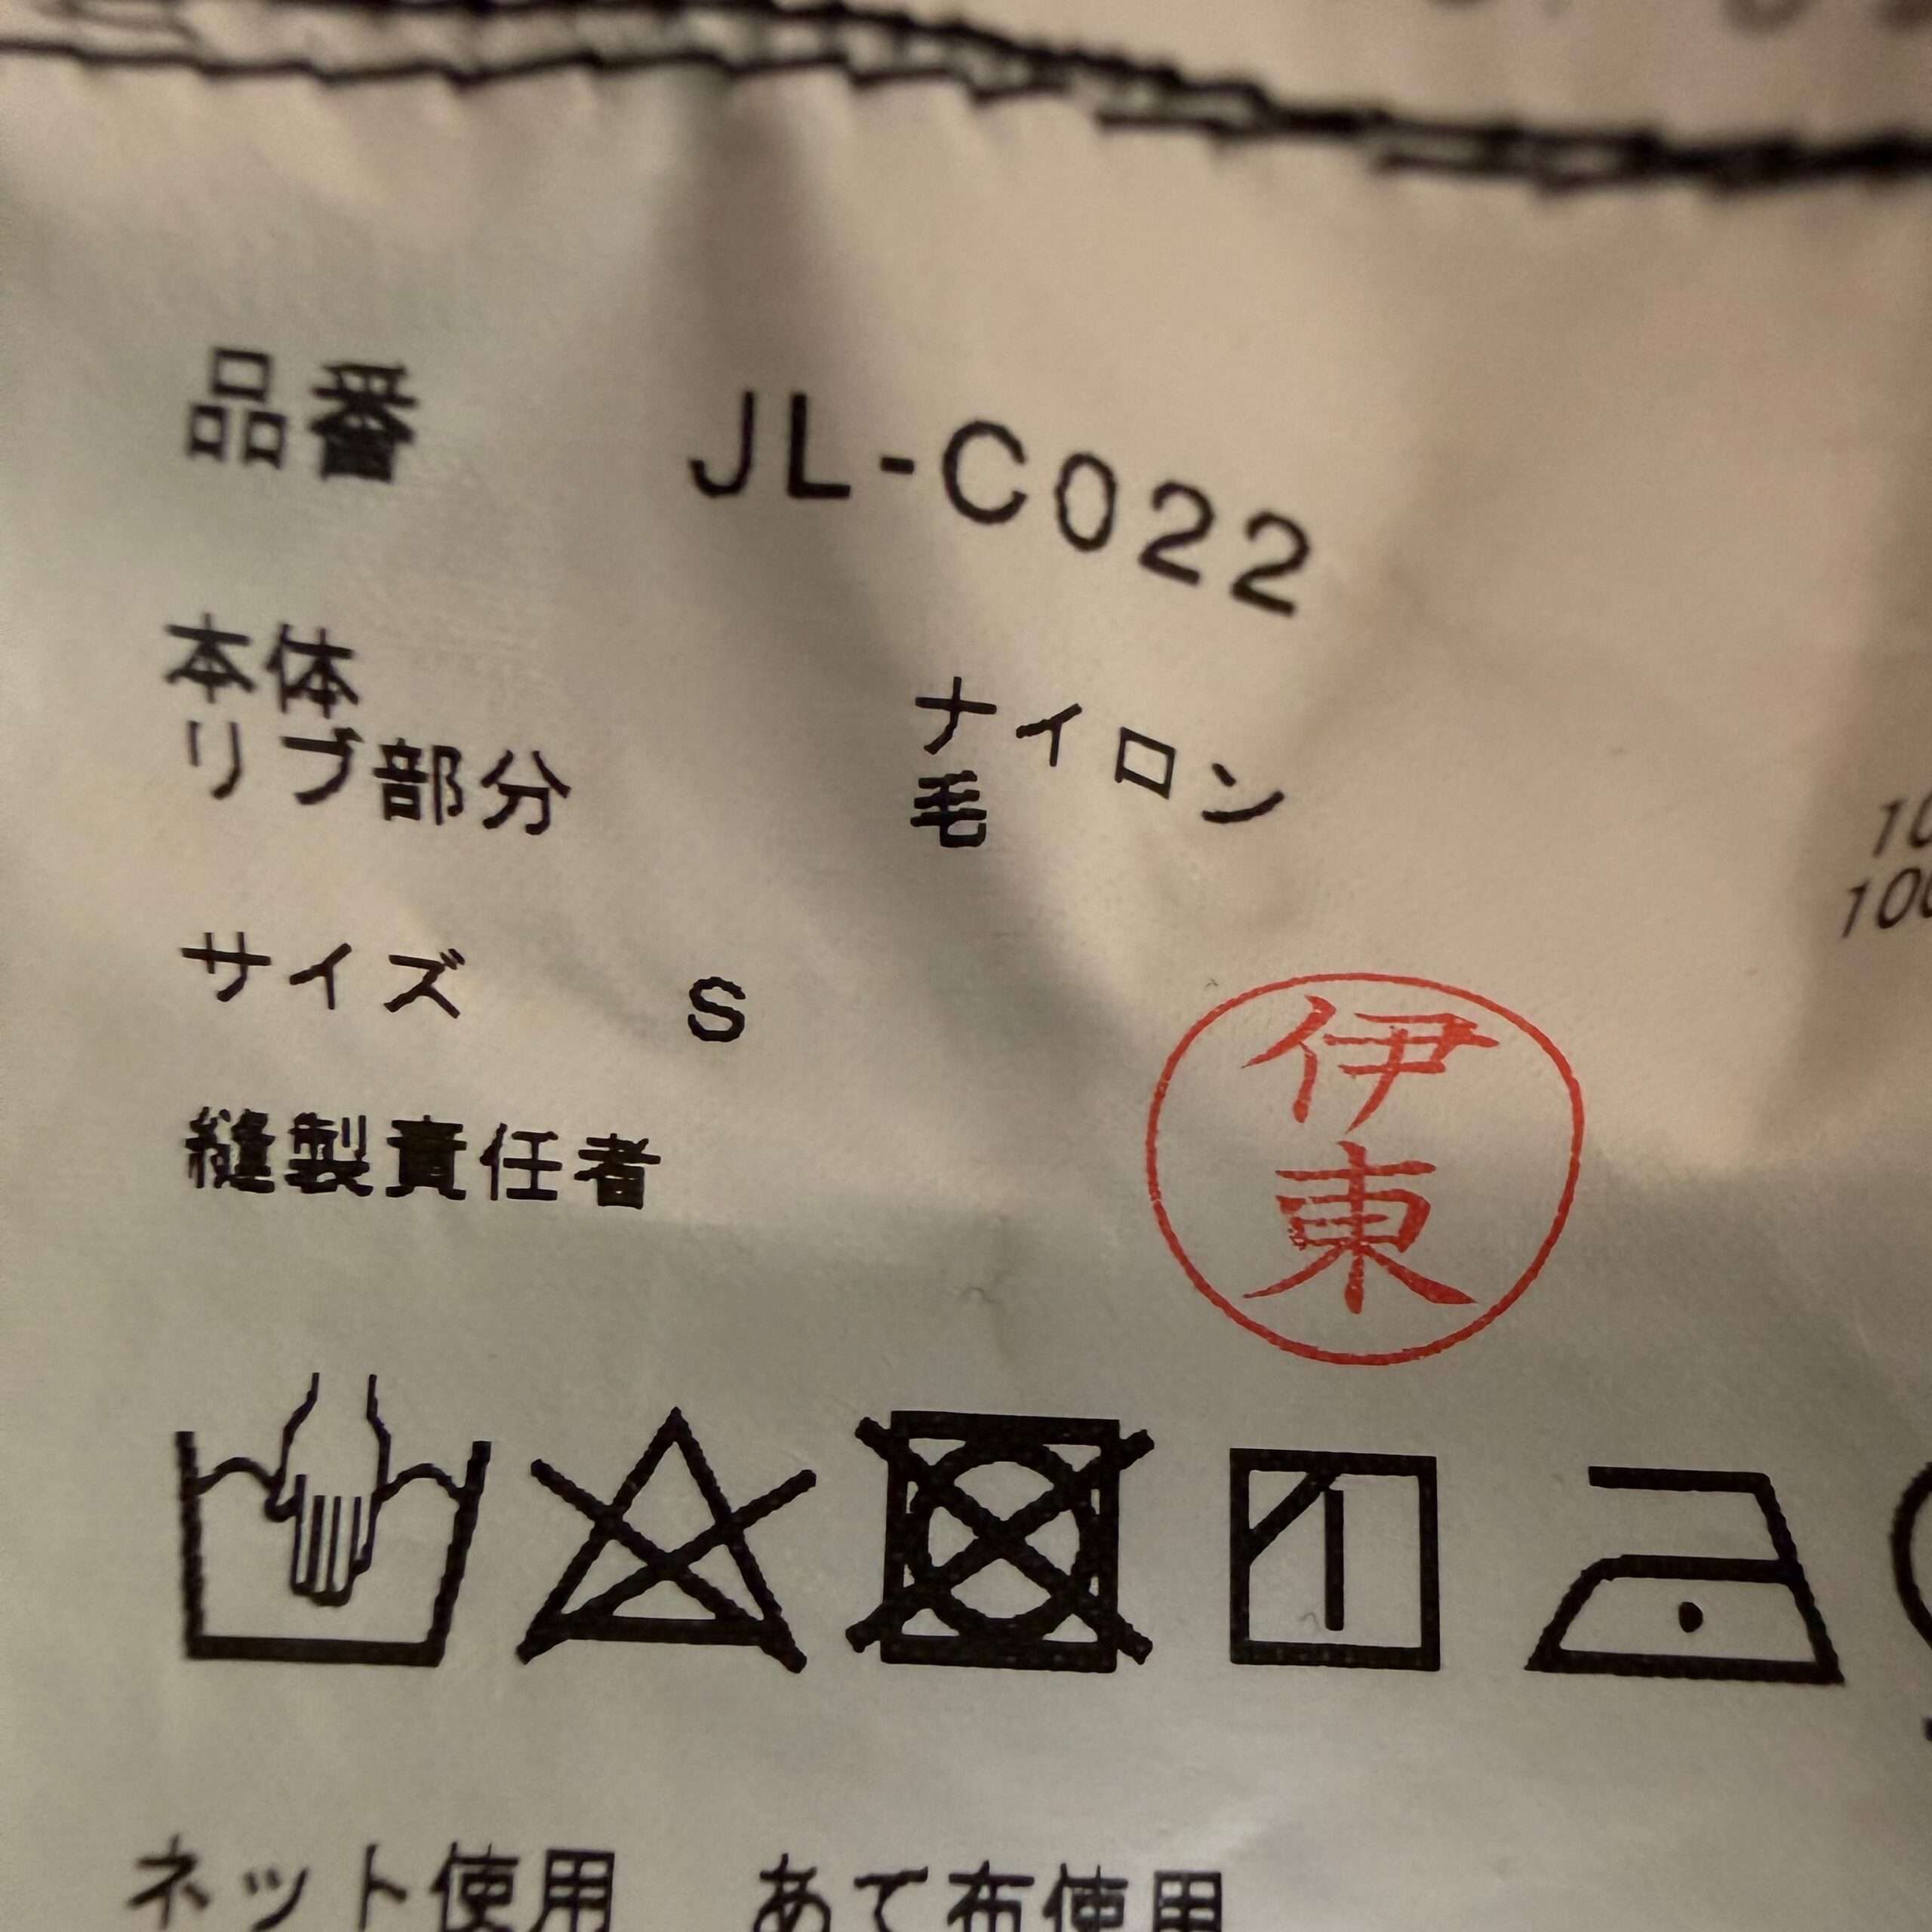 品番 JL-C022
本体 ナイロン
リブ部分 毛
サイズ S
縫製責任者 伊東
ネット使用 あて布使用